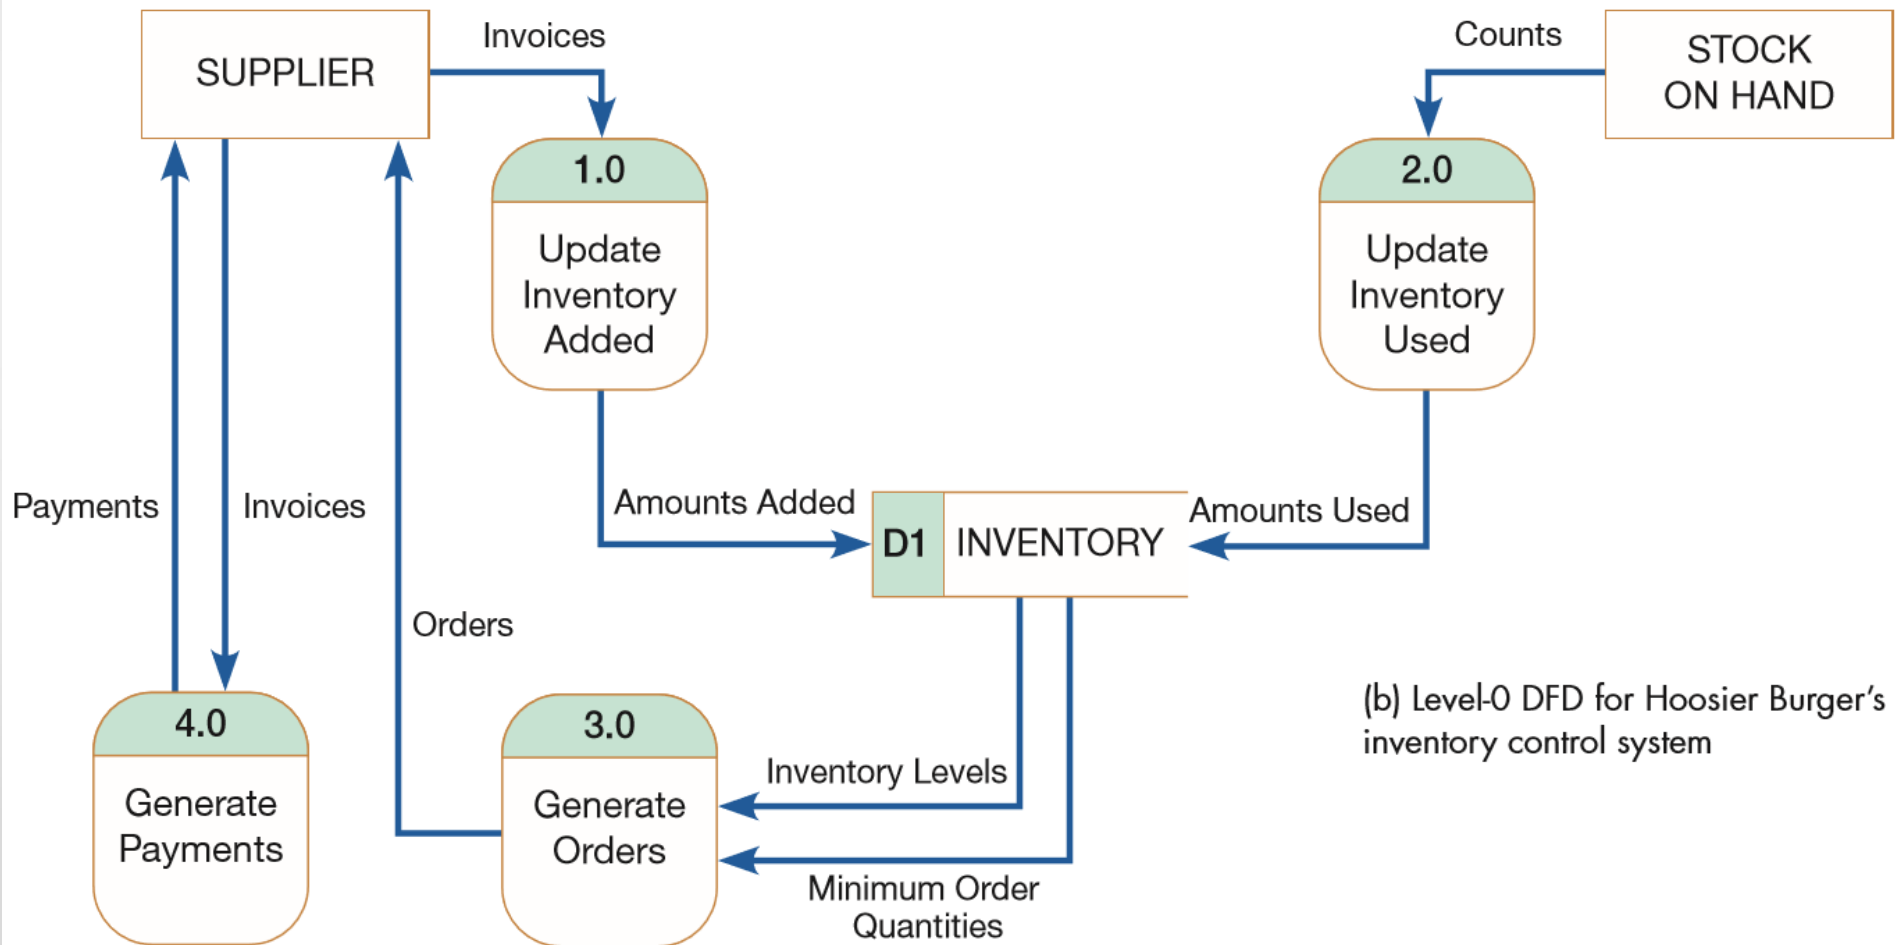 Invoices
Counts
SUPPLIER
STOCK
ON HAND
1.0
Update
Inventory
Added
2.0
Update
Inventory
Used
Payments
Invoices
Amounts Added
Amounts Used
D1 INVENTORY
Orders
4.0
Generate
Payments
3.0
Generate
Orders
Inventory Levels
Minimum Order
Quantities
(b) Level-0 DFD for Hoosier Burger’s
inventory control system